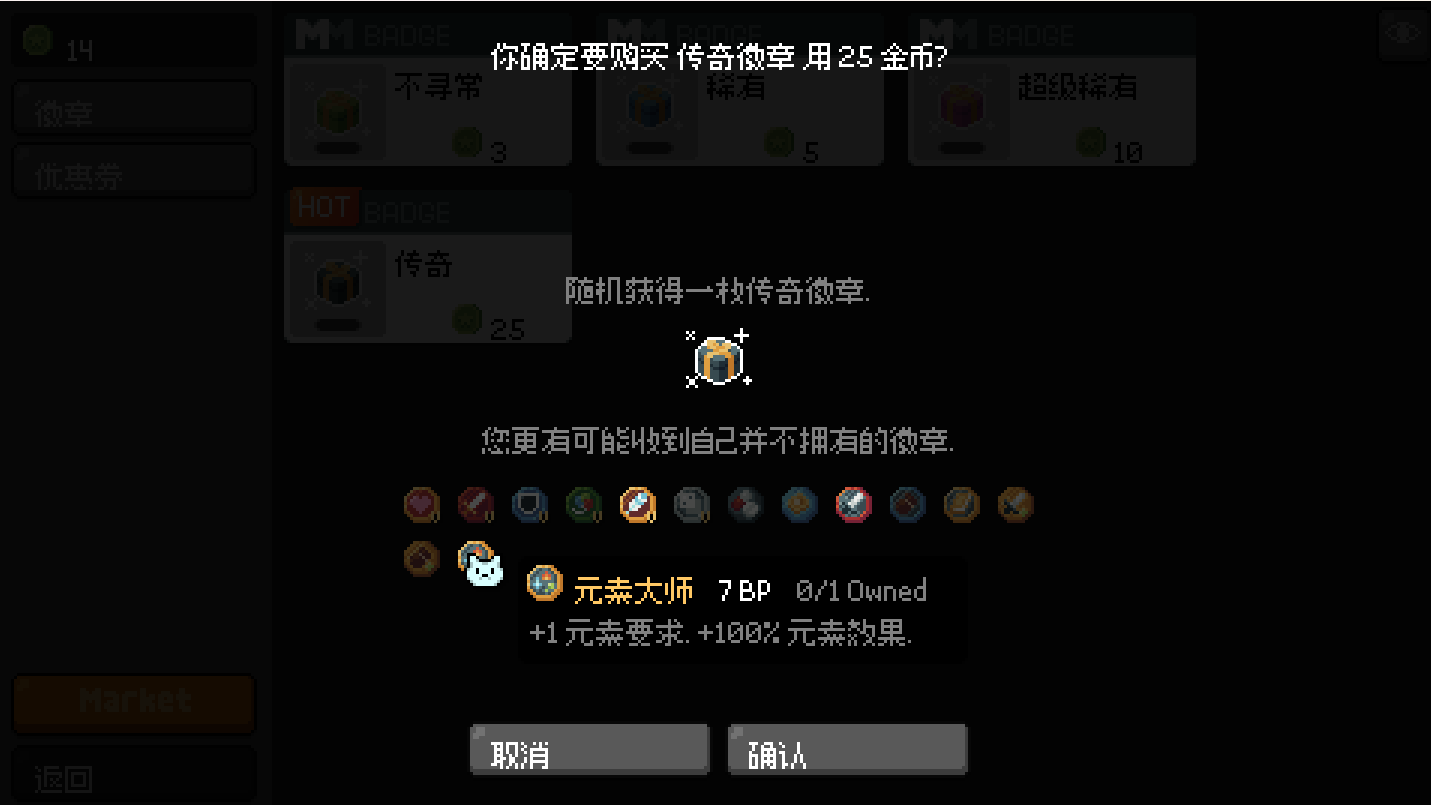 14
徽章
优惠券
MM BADGE
不寻常
3
MM BADGE
稀有
5
MM BADGE
超级稀有
10
HOT BADGE
传奇
25
你确定要购买 传奇徽章 用 25 金币?
随机获得一枚传奇徽章.
您更有可能收到自己并不拥有的徽章.
元素大师 7 BP 0/1 Owned
+1 元素要求. +100% 元素效果.
取消
确认
Market
返回